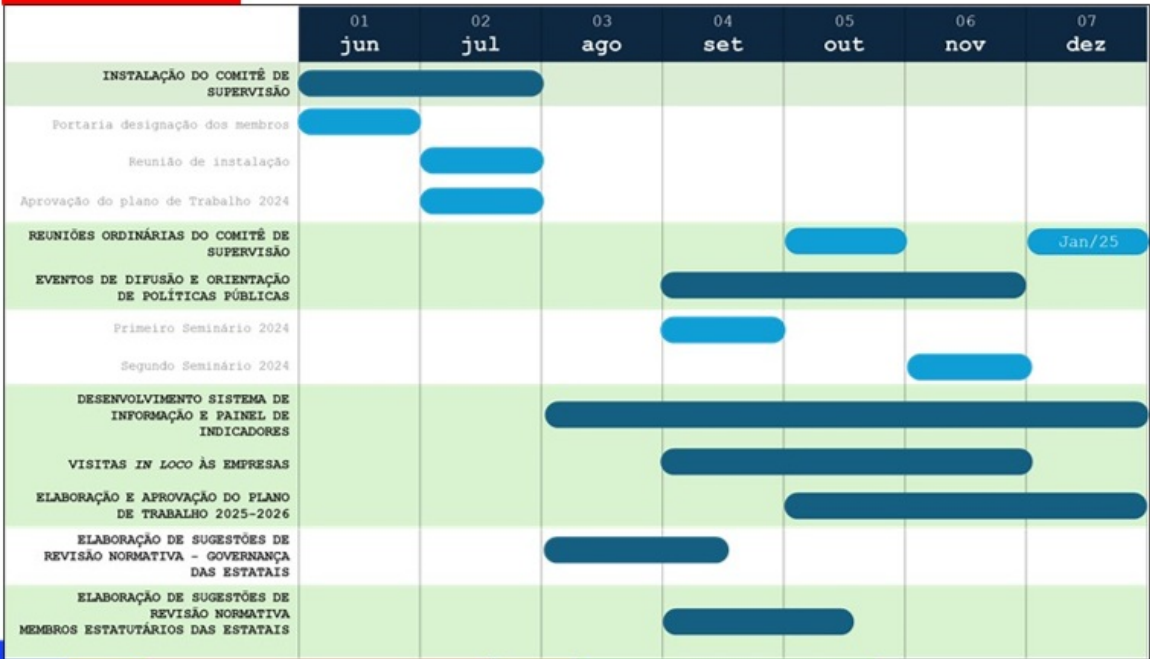 01 02 03 04 05 06 07
jun jul ago set out nov dez
INSTALAÇÃO DO COMITÊ DE
SUPERVISÃO
Portaria designação dos membros
Reunião de instalação
Aprovação do plano de Trabalho 2024
REUNIÕES ORDINÁRIAS DO COMITÊ DE
SUPERVISÃO
Jan/25
EVENTOS DE DIFUSÃO E ORIENTAÇÃO
DE POLÍTICAS PÚBLICAS
Primeiro Seminário 2024
Segundo Seminário 2024
DESENVOLVIMENTO SISTEMA DE
INFORMAÇÃO E PAINEL DE
INDICADORES
VISITAS IN LOCO ÀS EMPRESAS
ELABORAÇÃO E APROVAÇÃO DO PLANO
DE TRABALHO 2025-2026
ELABORAÇÃO DE SUGESTÕES DE
REVISÃO NORMATIVA - GOVERNANÇA
DAS ESTATAIS
ELABORAÇÃO DE SUGESTÕES DE
REVISÃO NORMATIVA
MEMBROS ESTATUTÁRIOS DAS ESTATAIS